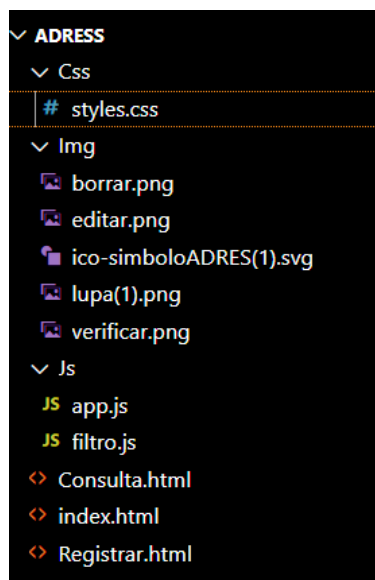 ADRESS
Css
# styles.css
Img
borrar.png
editar.png
ico-simboloADRES(1).svg
lupa(1).png
verificar.png
Js
JS app.js
JS filtro.js
<> Consulta.html
<> index.html
<> Registrar.html